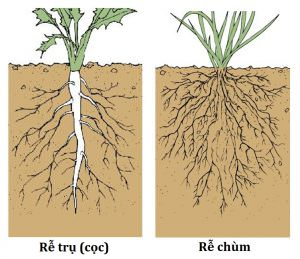 Rễ trụ (cọc)
Rễ chùm